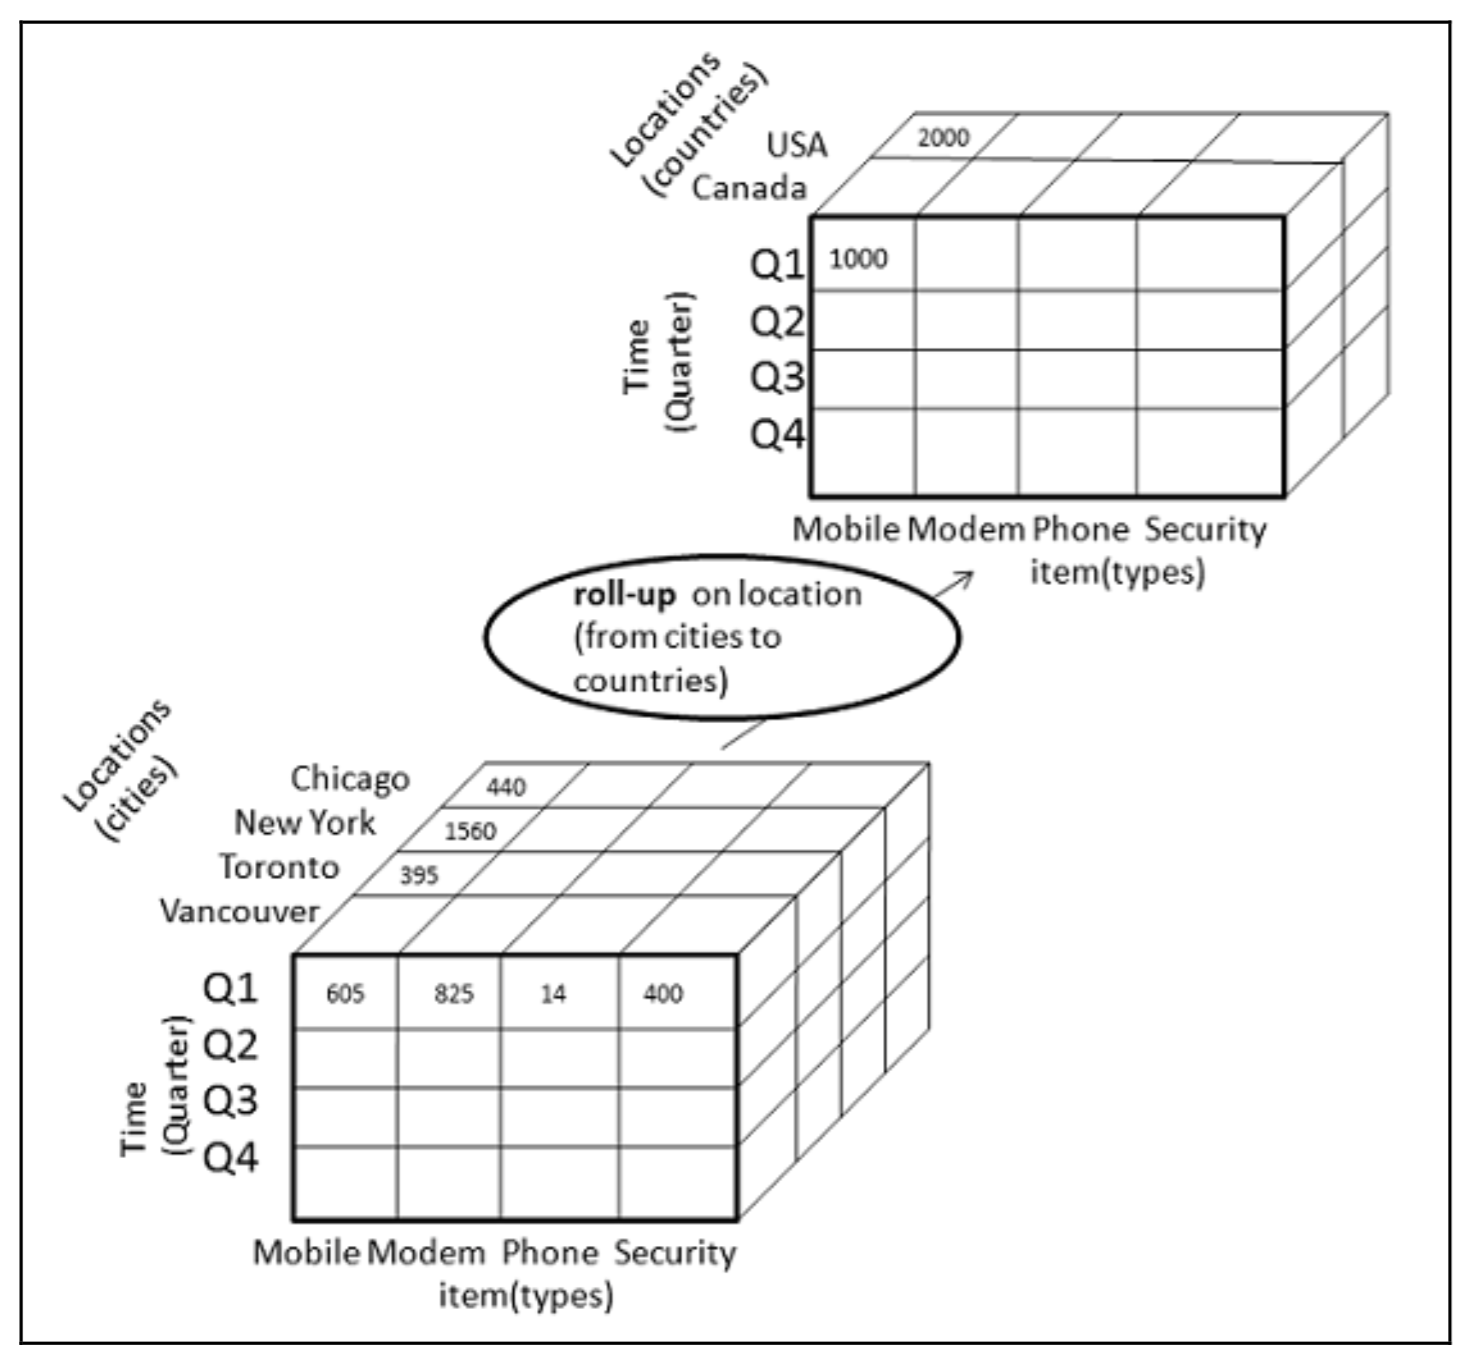 Locations
(countries)
USA
2000
Canada
Q1
1000
Q2
Q3
Q4
Time
(Quarter)
Mobile Modem Phone Security
item(types)
roll-up on location
(from cities to
countries)
Locations
(cities)
Chicago
440
New York
1560
Toronto
395
Vancouver
Q1
605 825 14 400
Q2
Q3
Q4
Time
(Quarter)
Mobile Modem Phone Security
item(types)